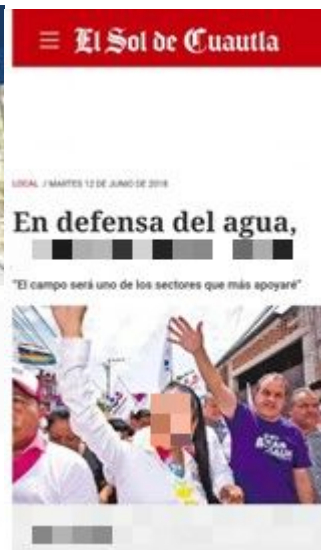 El Sol de Cuautla
LOCAL / MARTES 12 DE JUNIO DE 2018
En defensa del agua,
"El campo será uno de los sectores que más apoyaré"